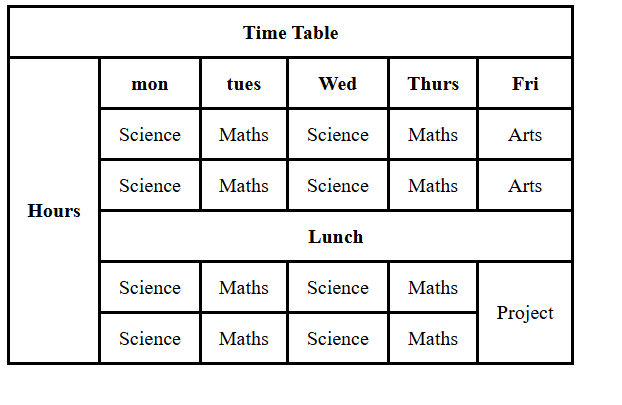 Time Table
mon tues Wed Thurs Fri
Science Maths Science Maths Arts
Science Maths Science Maths Arts
Hours
Lunch
Science Maths Science Maths
Project
Science Maths Science Maths